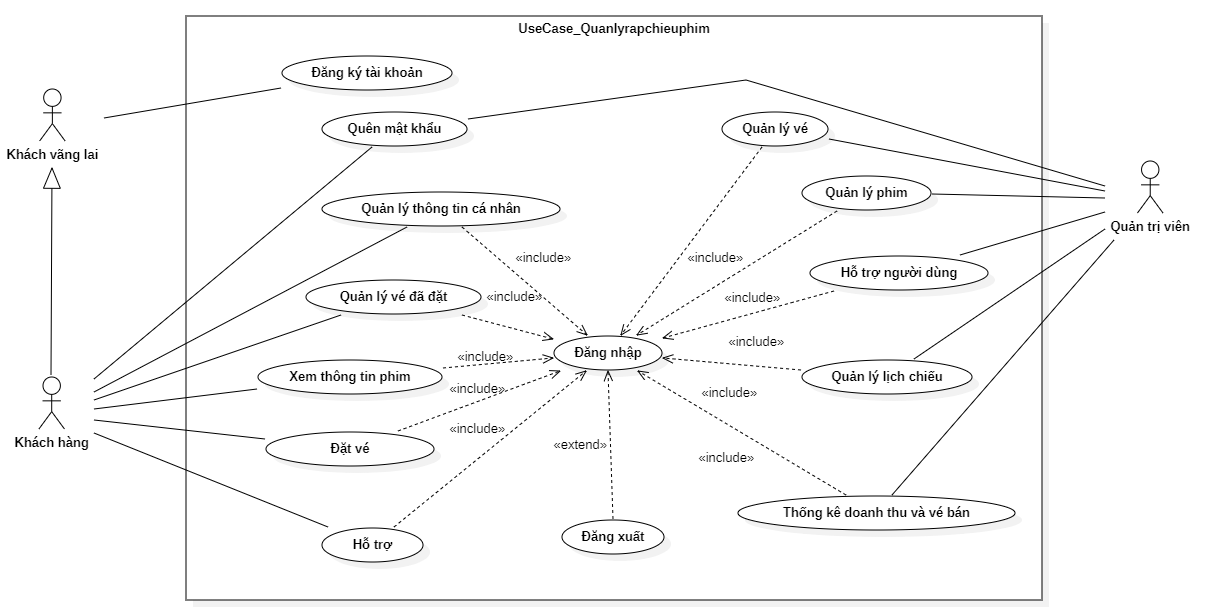 UseCase_Quanlyrapchieuphim
Đăng ký tài khoản
Quên mật khẩu
Quản lý vé
Khách vãng lai
Quản lý phim
Quản lý thông tin cá nhân
Quản trị viên
«include»
«include»
Hỗ trợ người dùng
Quản lý vé đã đặt
«include»
«include»
«include»
Đăng nhập
«include»
Xem thông tin phim
Quản lý lịch chiếu
«include»
«include»
«include»
Khách hàng
Đặt vé
«extend»
«include»
Thống kê doanh thu và vé bán
Đăng xuất
Hỗ trợ